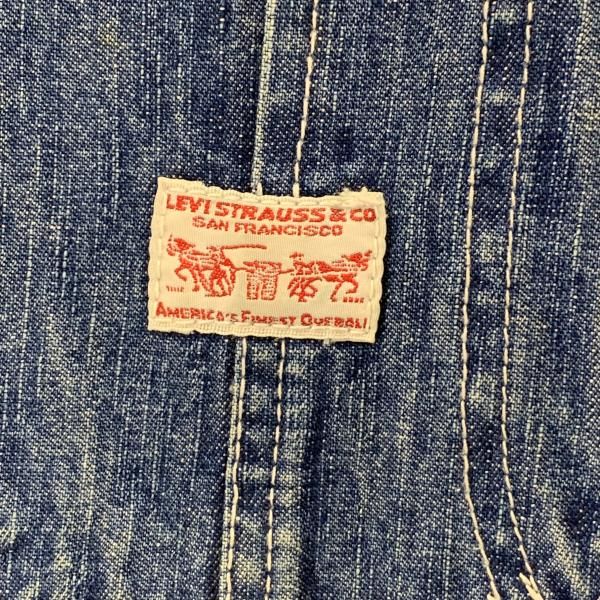 LEVI STRAUSS & CO.
SAN FRANCISCO
AMERICA'S FINEST OVERALL